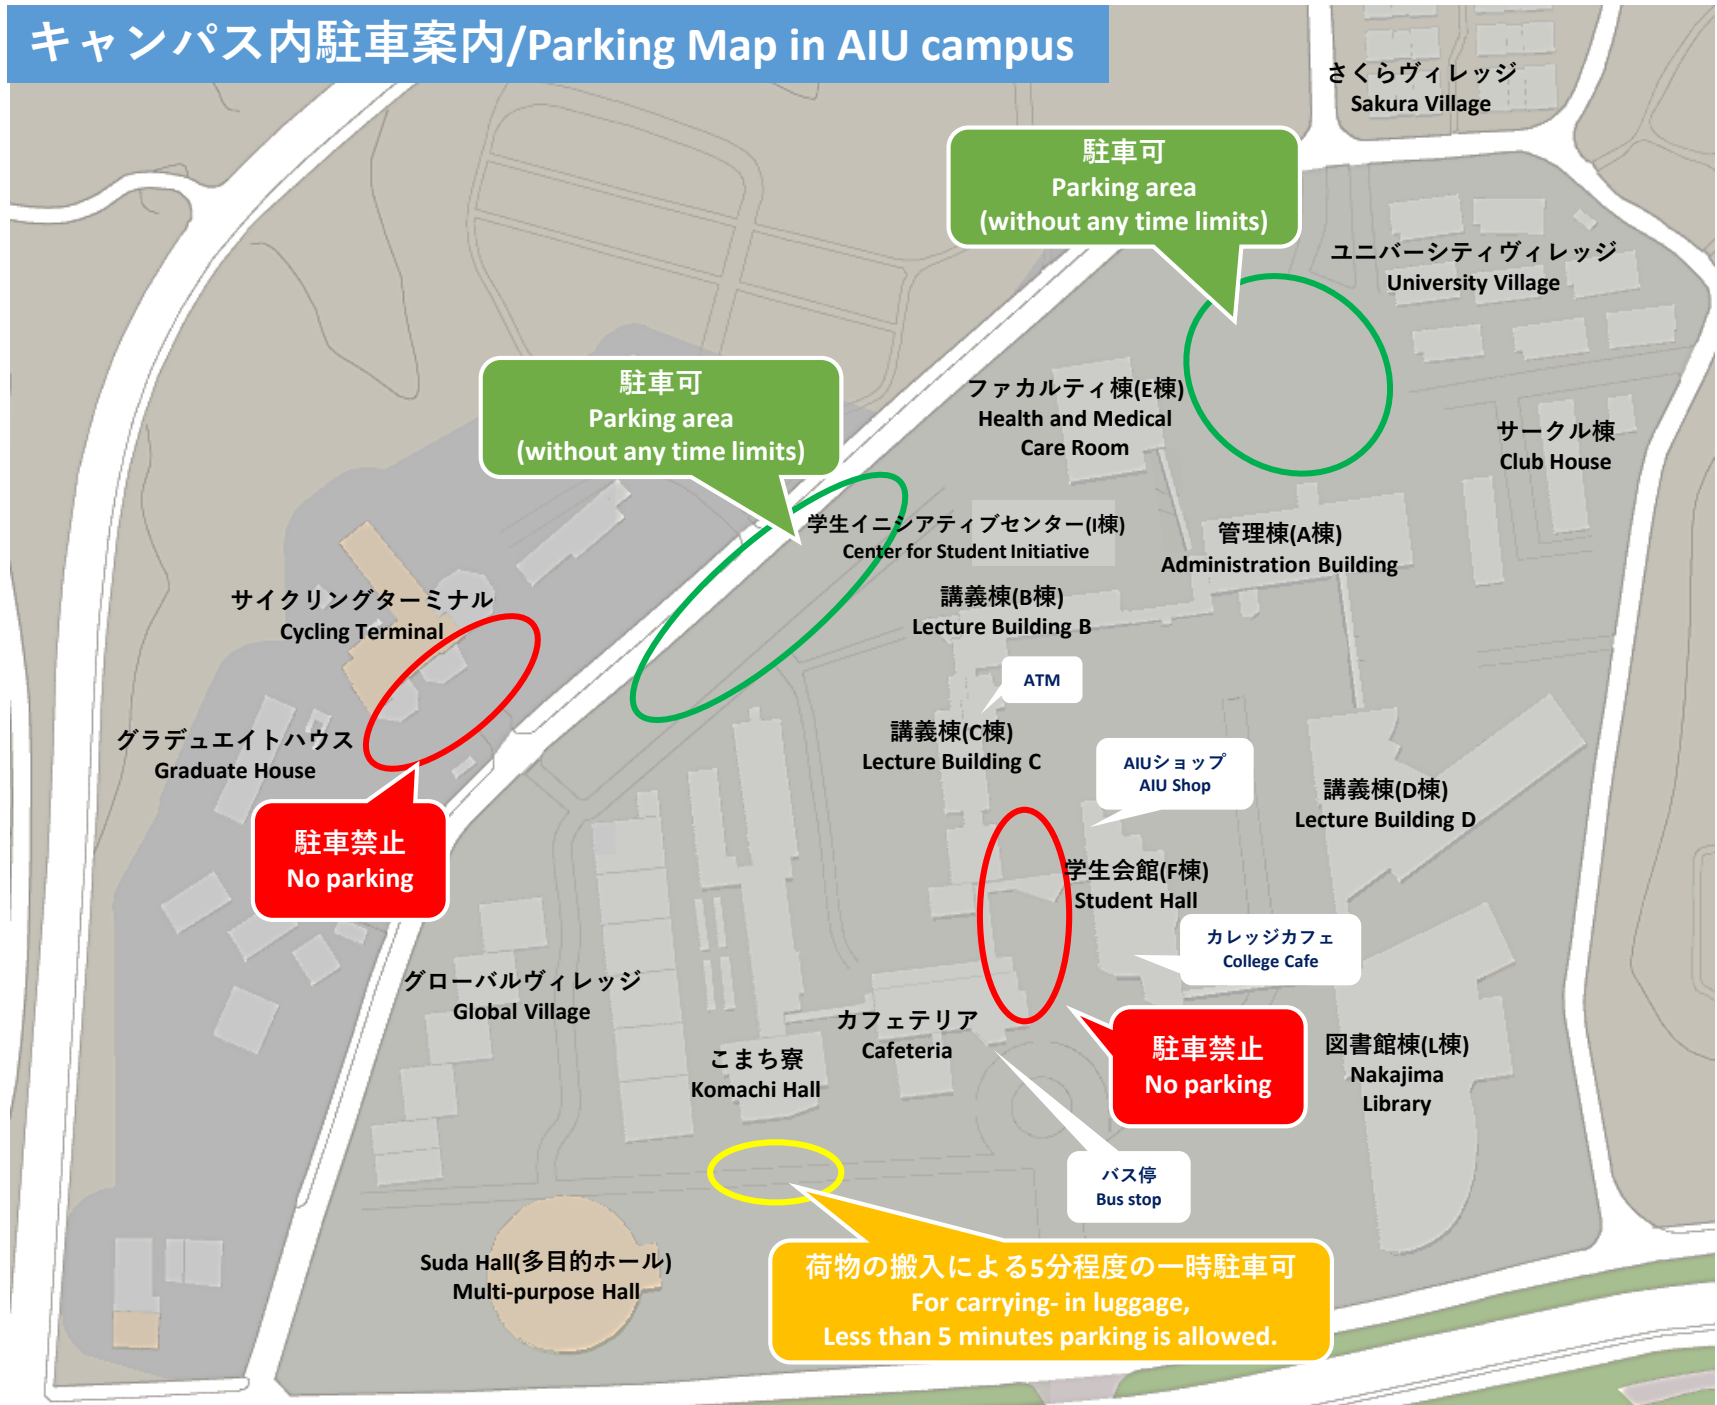 キャンパス内駐車案内/Parking Map in AIU campus
さくらヴィレッジ
Sakura Village
駐車可
Parking area
(without any time limits)
ユニバーシティヴィレッジ
University Village
駐車可
Parking area
(without any time limits)
ファカルティ棟(E棟)
Health and Medical
Care Room
サークル棟
Club House
学生イニシアティブセンター(I棟)
Center for Student Initiative
管理棟(A棟)
Administration Building
サイクリングターミナル
Cycling Terminal
講義棟(B棟)
Lecture Building B
ATM
グラデュエイトハウス
Graduate House
講義棟(C棟)
Lecture Building C
AIUショップ
AIU Shop
講義棟(D棟)
Lecture Building D
駐車禁止
No parking
学生会館(F棟)
Student Hall
カレッジカフェ
College Cafe
グローバルヴィレッジ
Global Village
カフェテリア
Cafeteria
駐車禁止
No parking
図書館棟(L棟)
Nakajima
Library
こまち寮
Komachi Hall
バス停
Bus stop
Suda Hall(多目的ホール)
Multi-purpose Hall
荷物の搬入による5分程度の一時駐車可
For carrying- in luggage,
Less than 5 minutes parking is allowed.